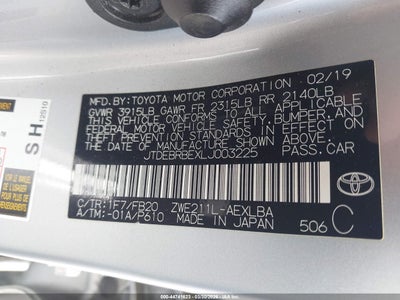 MFD. BY: TOYOTA MOTOR CORPORATION 02/19
GVWR 3915LB GAWR FR 2315LB RR 2140LB
THIS VEHICLE CONFORMS TO ALL APPLICABLE
FEDERAL MOTOR VEHICLE SAFETY AND
THEFT PREVENTION STANDARDS IN EFFECT ON
THE DATE OF MANUFACTURE SHOWN ABOVE.
JTDEBRBEXLJ003225 PASS.CAR
C/TR: 1F7/FB20 ZWE211L-AEXLBA
A/TM: -01A/P610 MADE IN JAPAN 506 C
TOYOTA
SH